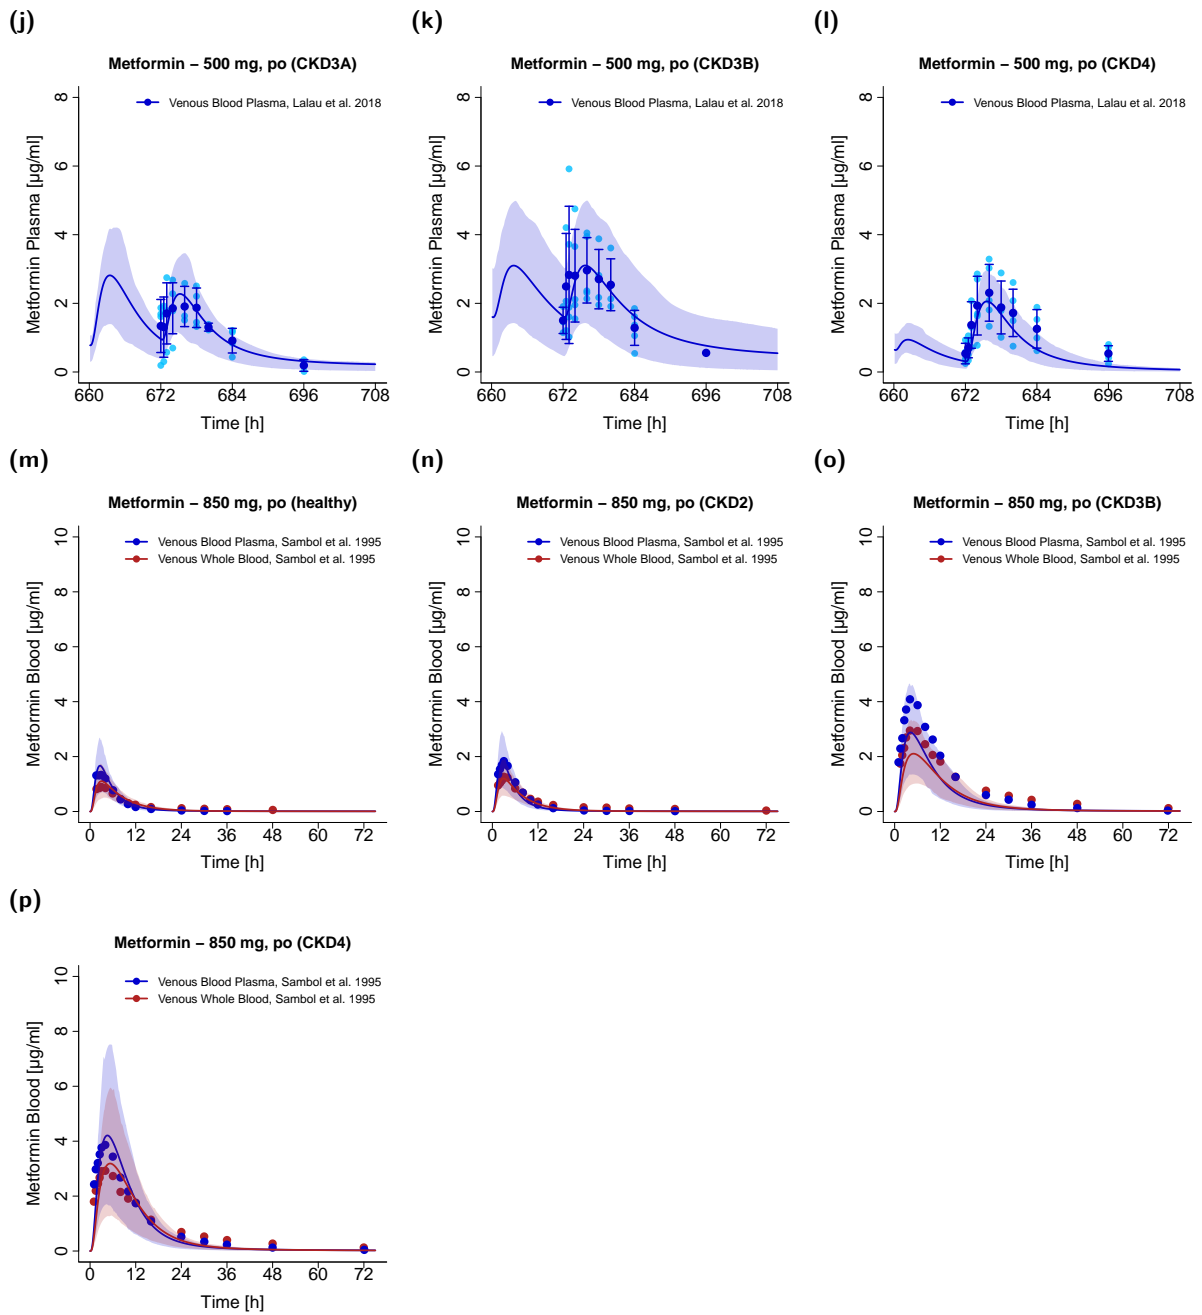 (j)
(k)
(l)
Metformin – 500 mg, po (CKD3A)
Metformin – 500 mg, po (CKD3B)
Metformin – 500 mg, po (CKD4)
Venous Blood Plasma, Lalau et al. 2018
Venous Blood Plasma, Lalau et al. 2018
Venous Blood Plasma, Lalau et al. 2018
Metformin Plasma [µg/ml]
0 2 4 6 8
660 672 684 696 708
Time [h]
Metformin Plasma [µg/ml]
0 2 4 6 8
660 672 684 696 708
Time [h]
Metformin Plasma [µg/ml]
0 2 4 6 8
660 672 684 696 708
Time [h]
(m)
(n)
(o)
Metformin – 850 mg, po (healthy)
Metformin – 850 mg, po (CKD2)
Metformin – 850 mg, po (CKD3B)
Venous Blood Plasma, Sambol et al. 1995
Venous Whole Blood, Sambol et al. 1995
Venous Blood Plasma, Sambol et al. 1995
Venous Whole Blood, Sambol et al. 1995
Venous Blood Plasma, Sambol et al. 1995
Venous Whole Blood, Sambol et al. 1995
Metformin Blood [µg/ml]
0 2 4 6 8 10
0 12 24 36 48 60 72
Time [h]
Metformin Blood [µg/ml]
0 2 4 6 8 10
0 12 24 36 48 60 72
Time [h]
Metformin Blood [µg/ml]
0 2 4 6 8 10
0 12 24 36 48 60 72
Time [h]
(p)
Metformin – 850 mg, po (CKD4)
Venous Blood Plasma, Sambol et al. 1995
Venous Whole Blood, Sambol et al. 1995
Metformin Blood [µg/ml]
0 2 4 6 8 10
0 12 24 36 48 60 72
Time [h]